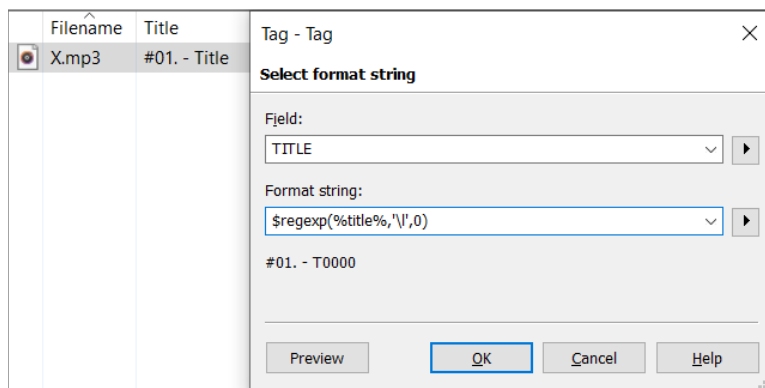 Filename Title
X.mp3 #01. - Title
Tag - Tag
Select format string
Field:
TITLE
Format string:
$regexp(%title%,'\l',0)
#01. - T0000
Preview OK Cancel Help